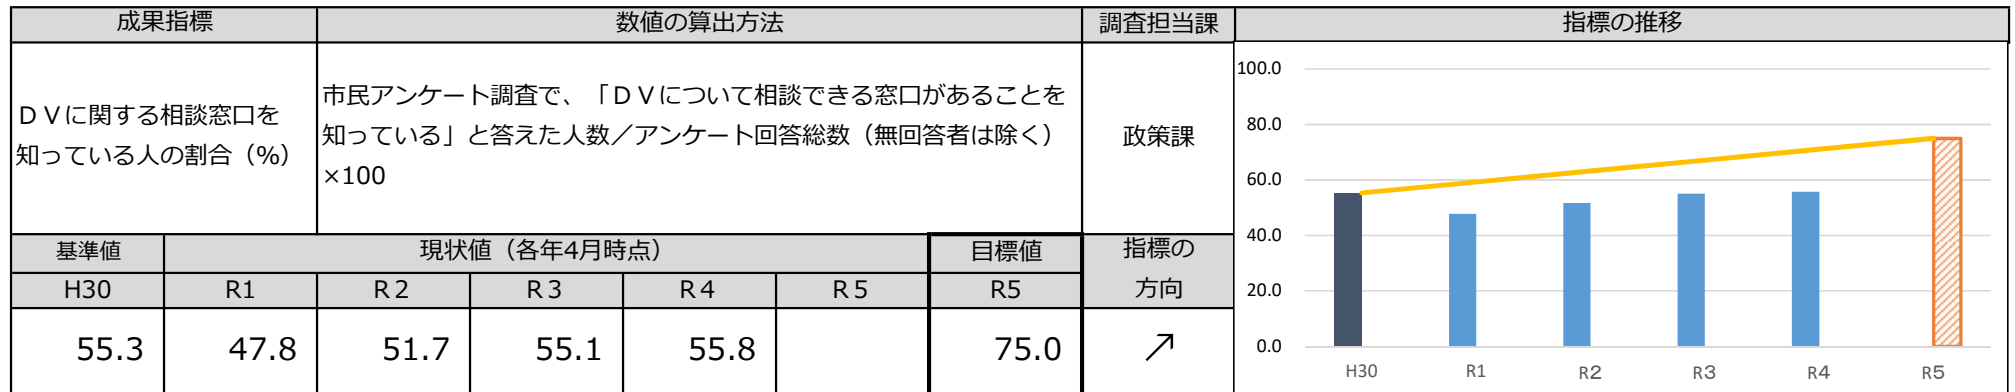 成果指標
数値の算出方法
調査担当課
指標の推移
ＤＶに関する相談窓口を
知っている人の割合（%）
市民アンケート調査で、「ＤＶについて相談できる窓口があることを
知っている」と答えた人数／アンケート回答総数（無回答者は除く）
×100
政策課
基準値
現状値（各年4月時点）
目標値
指標の
方向
H30
R1
R２
R３
R４
R５
R5
55.3
47.8
51.7
55.1
55.8
75.0
↗
100.0
80.0
60.0
40.0
20.0
0.0
H30
R1
R２
R３
R４
R５